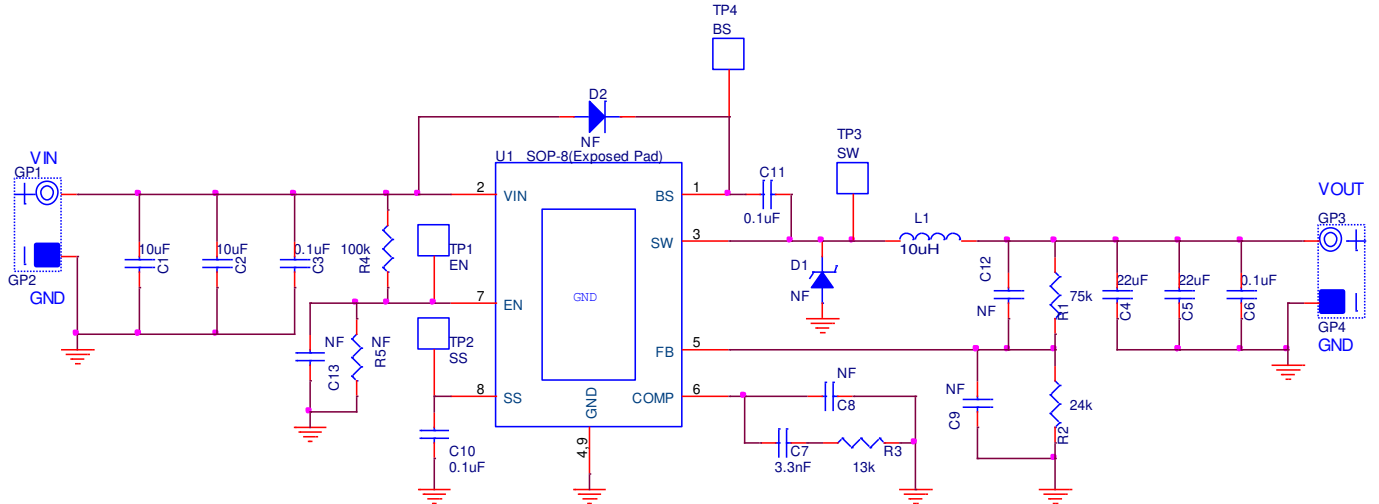 TP4
BS
D2
NF
U1 SOP-8(Exposed Pad)
VIN
GP1
GP2
GND
10uF
C1
10uF
C2
0.1uF
C3
100k
R4
TP1
EN
TP2
SS
NF
C13
NF
R5
C10
0.1uF
2
VIN
7
EN
8
SS
GND
GND
4,9
BS
1
SW
3
FB
5
COMP
6
C11
0.1uF
TP3
SW
D1
NF
L1
10uH
C12
NF
75k
R1
22uF
C4
22uF
C5
0.1uF
C6
VOUT
GP3
GP4
GND
NF
C8
C7
3.3nF
R3
13k
NF
C9
24k
R2